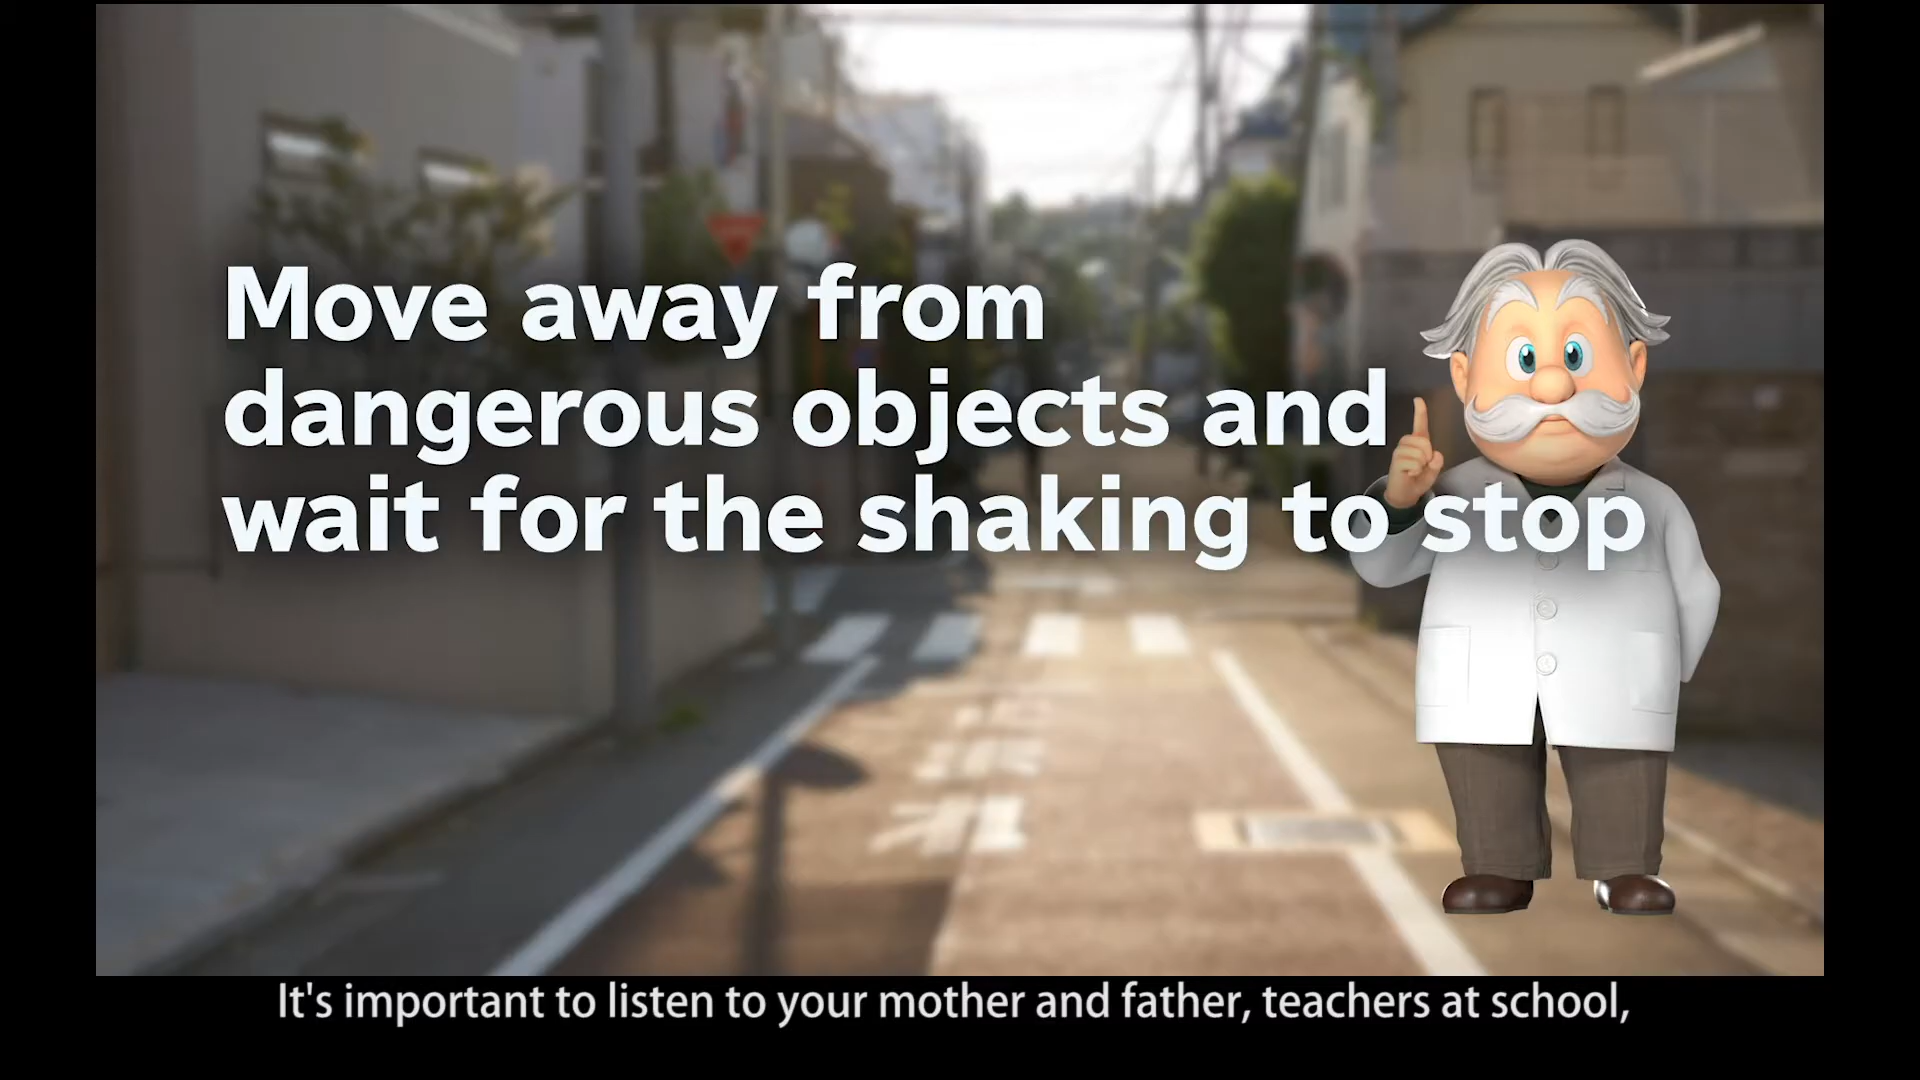 Move away from
dangerous objects and
wait for the shaking to stop
It's important to listen to your mother and father, teachers at school,